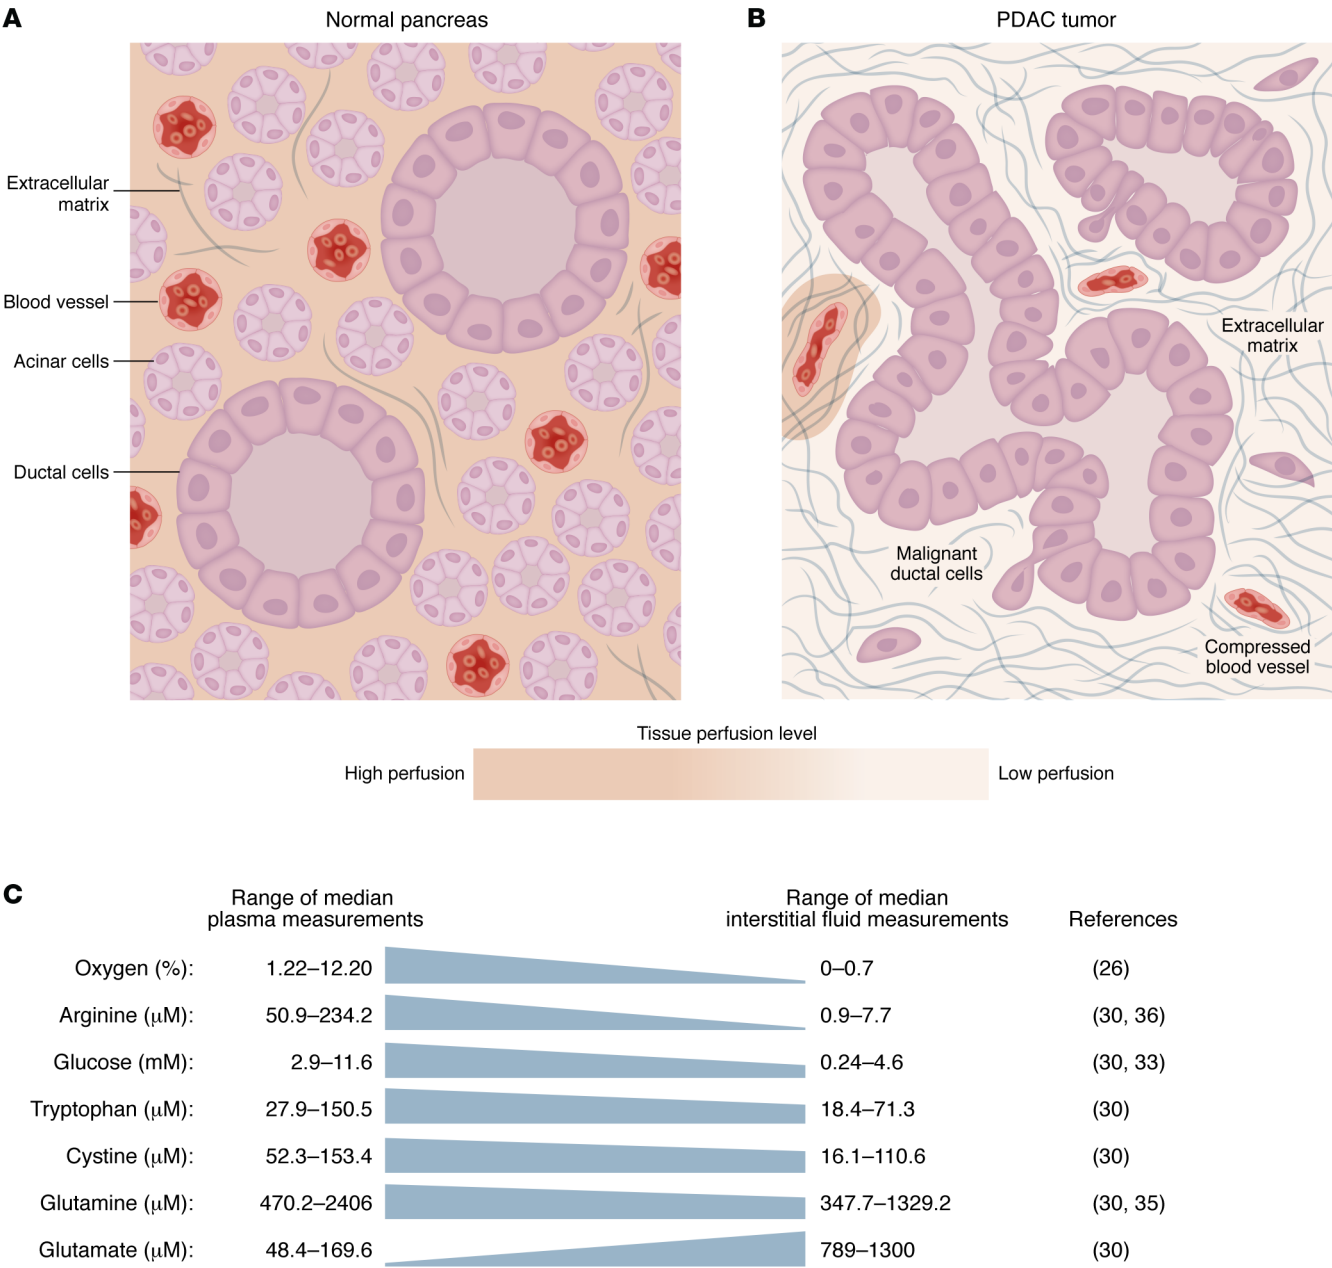 A
Normal pancreas
Extracellular
matrix
Blood vessel
Acinar cells
Ductal cells
B
PDAC tumor
Extracellular
matrix
Malignant
ductal cells
Compressed
blood vessel
Tissue perfusion level
High perfusion
Low perfusion
C
Range of median
plasma measurements
Range of median
interstitial fluid measurements
References
Oxygen (%): 1.22–12.20 0–0.7 (26)
Arginine (μM): 50.9–234.2 0.9–7.7 (30, 36)
Glucose (mM): 2.9–11.6 0.24–4.6 (30, 33)
Tryptophan (μM): 27.9–150.5 18.4–71.3 (30)
Cystine (μM): 52.3–153.4 16.1–110.6 (30)
Glutamine (μM): 470.2–2406 347.7–1329.2 (30, 35)
Glutamate (μM): 48.4–169.6 789–1300 (30)